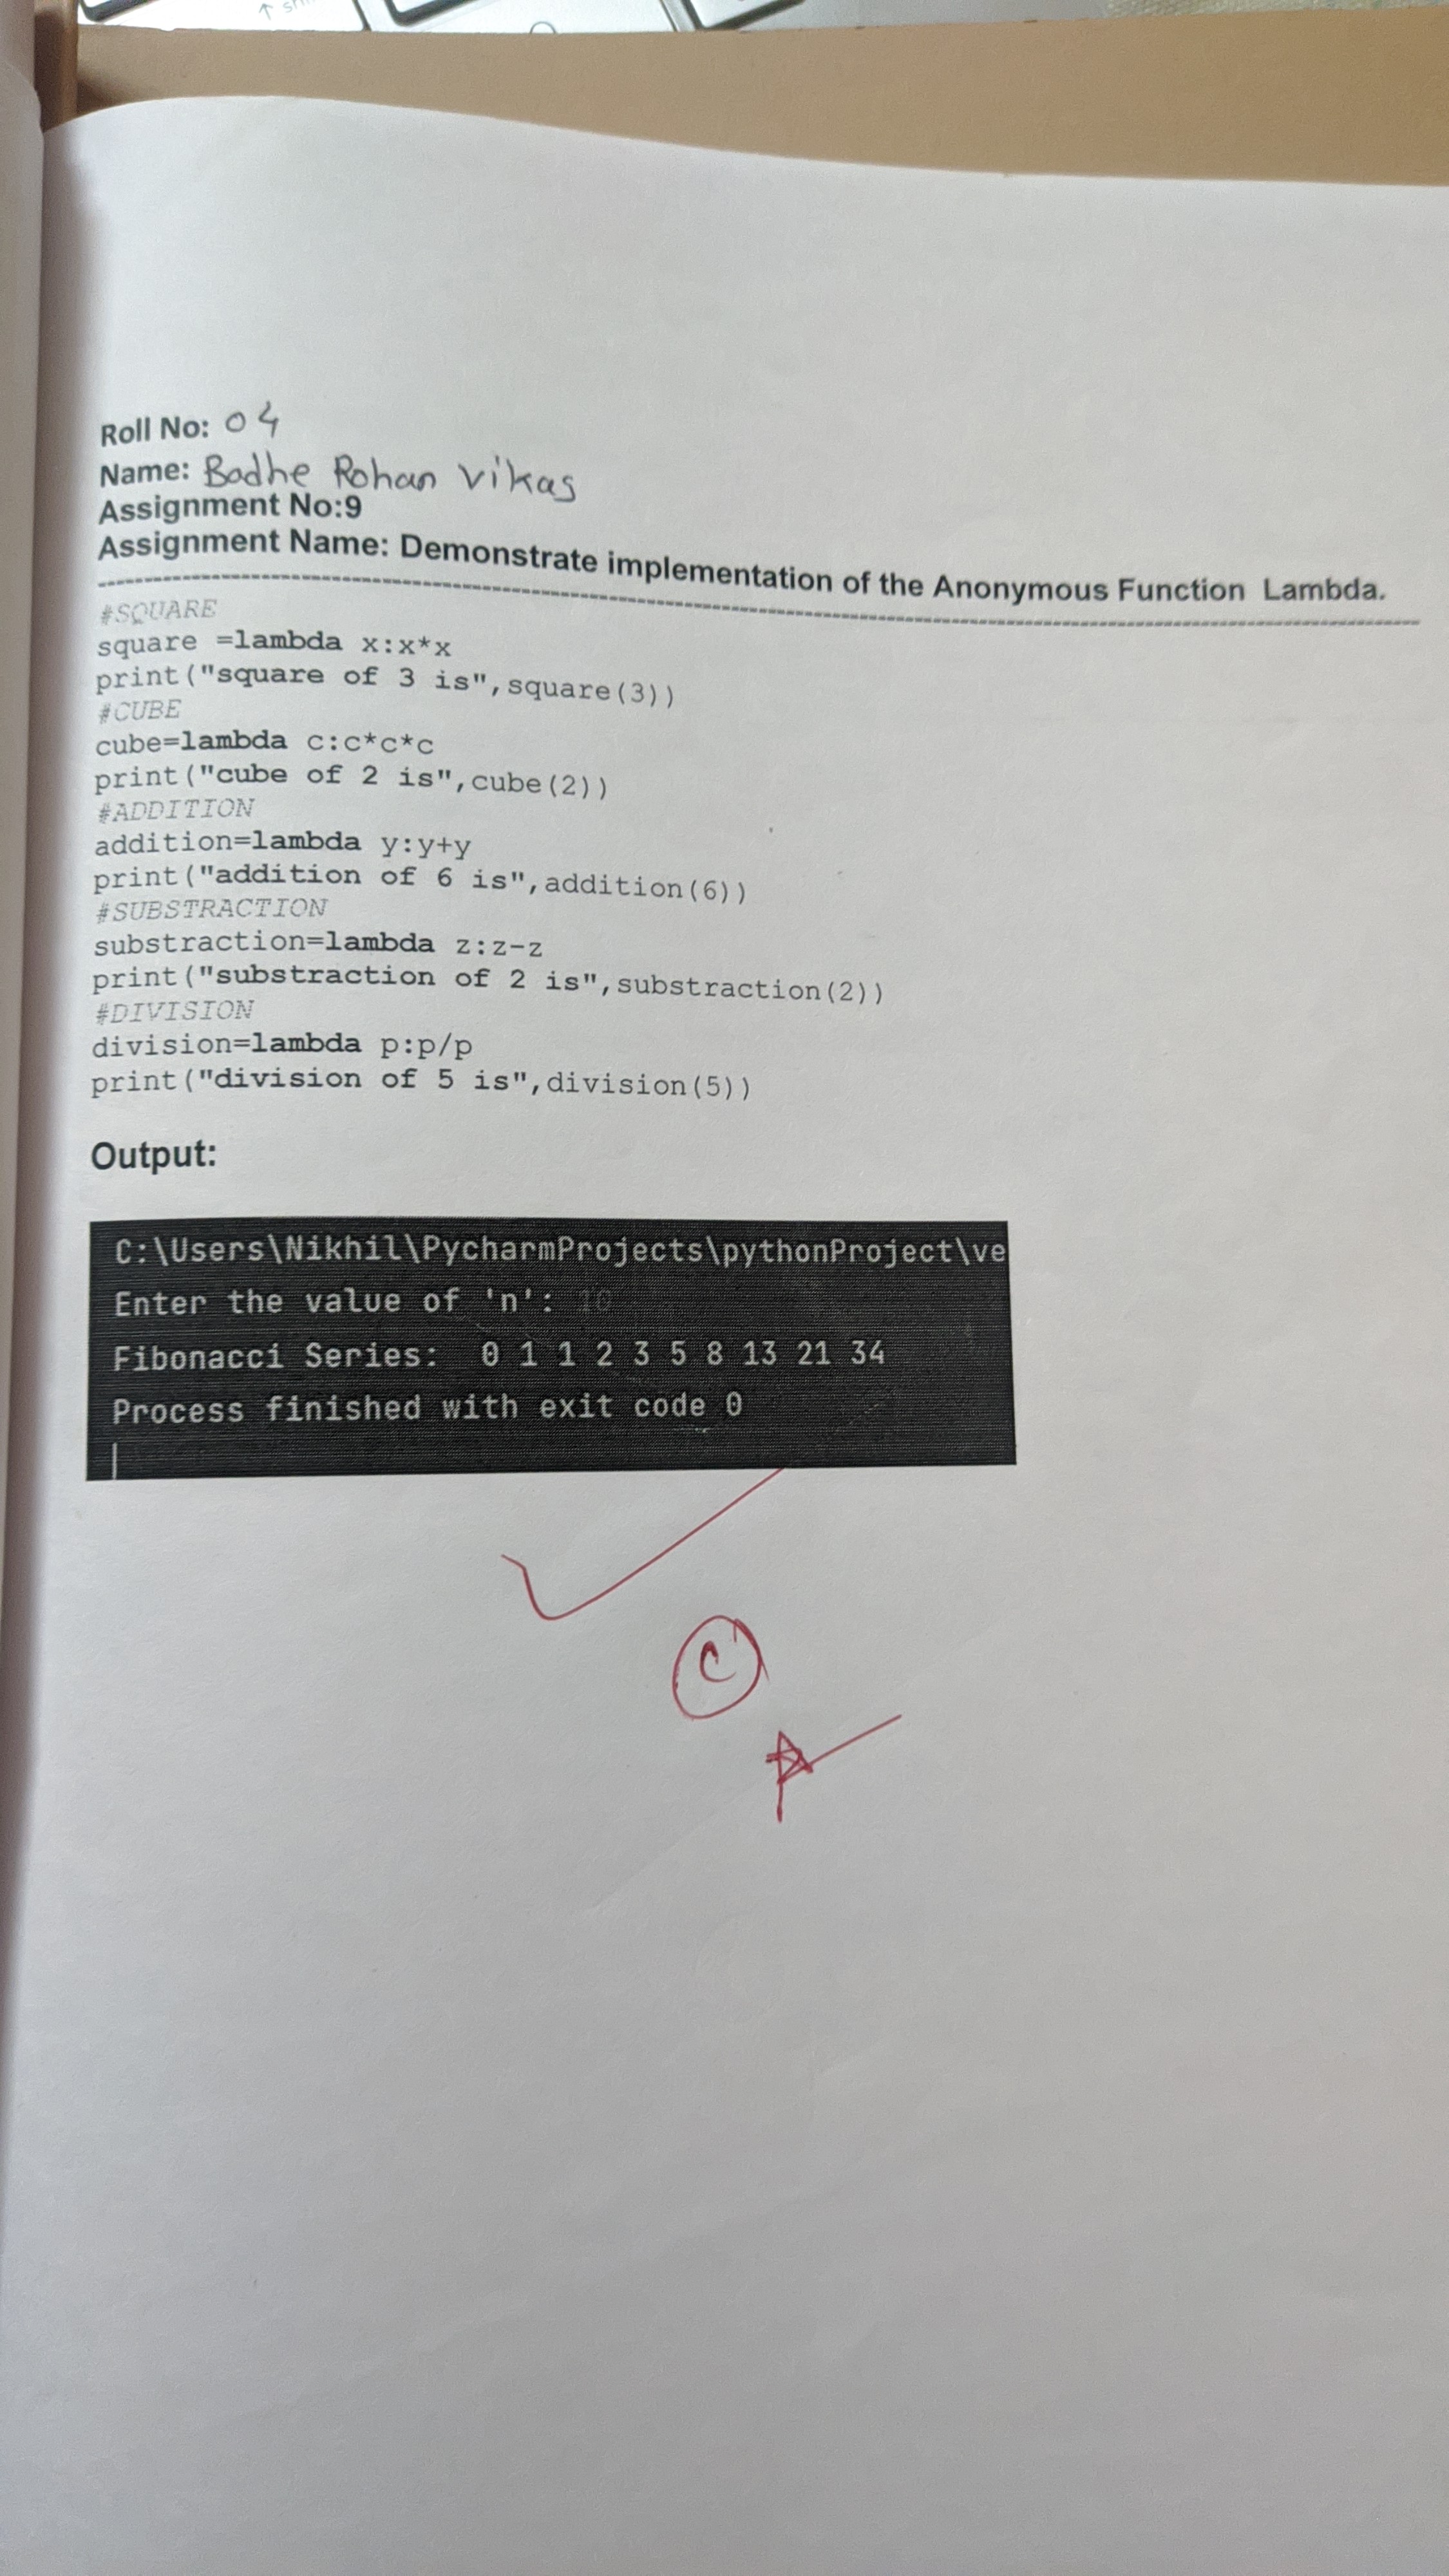 Roll No: 04
Name: Badhe Rohan Vikas
Assignment No:9
Assignment Name: Demonstrate implementation of the Anonymous Function Lambda.
#SQUARE
square =lambda x:x*x
print("square of 3 is",square(3))
#CUBE
cube=lambda c:c*c*c
print("cube of 2 is",cube(2))
#ADDITION
addition=lambda y:y+y
print("addition of 6 is",addition(6))
#SUBSTRACTION
substraction=lambda z:z-z
print("substraction of 2 is",substraction(2))
#DIVISION
division=lambda p:p/p
print("division of 5 is",division(5))
Output:
C:\Users\Nikhil\PycharmProjects\pythonProject\ve
Enter the value of 'n': 10
Fibonacci Series:  0 1 1 2 3 5 8 13 21 34
Process finished with exit code 0
C